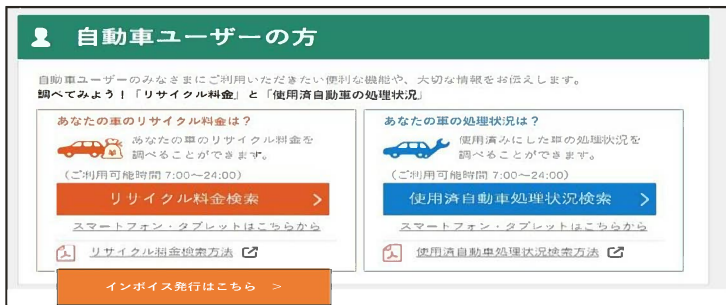 自動車ユーザーの方
自動車ユーザーのみなさまにご利用いただきたい便利な機能や、大切な情報をお伝えします。
調べてみよう！「リサイクル料金」と「使用済自動車の処理状況」
あなたの車のリサイクル料金は？
あなたの車のリサイクル料金を
調べることができます。
（ご利用可能時間 7:00～24:00）
リサイクル料金検索 ＞
スマートフォン・タブレットはこちらから
リサイクル料金検索方法
あなたの車の処理状況は？
使用済みにした車の処理状況を
調べることができます。
（ご利用可能時間 7:00～24:00）
使用済自動車処理状況検索 ＞
スマートフォン・タブレットはこちらから
使用済自動車処理状況検索方法
インボイス発行はこちら ＞